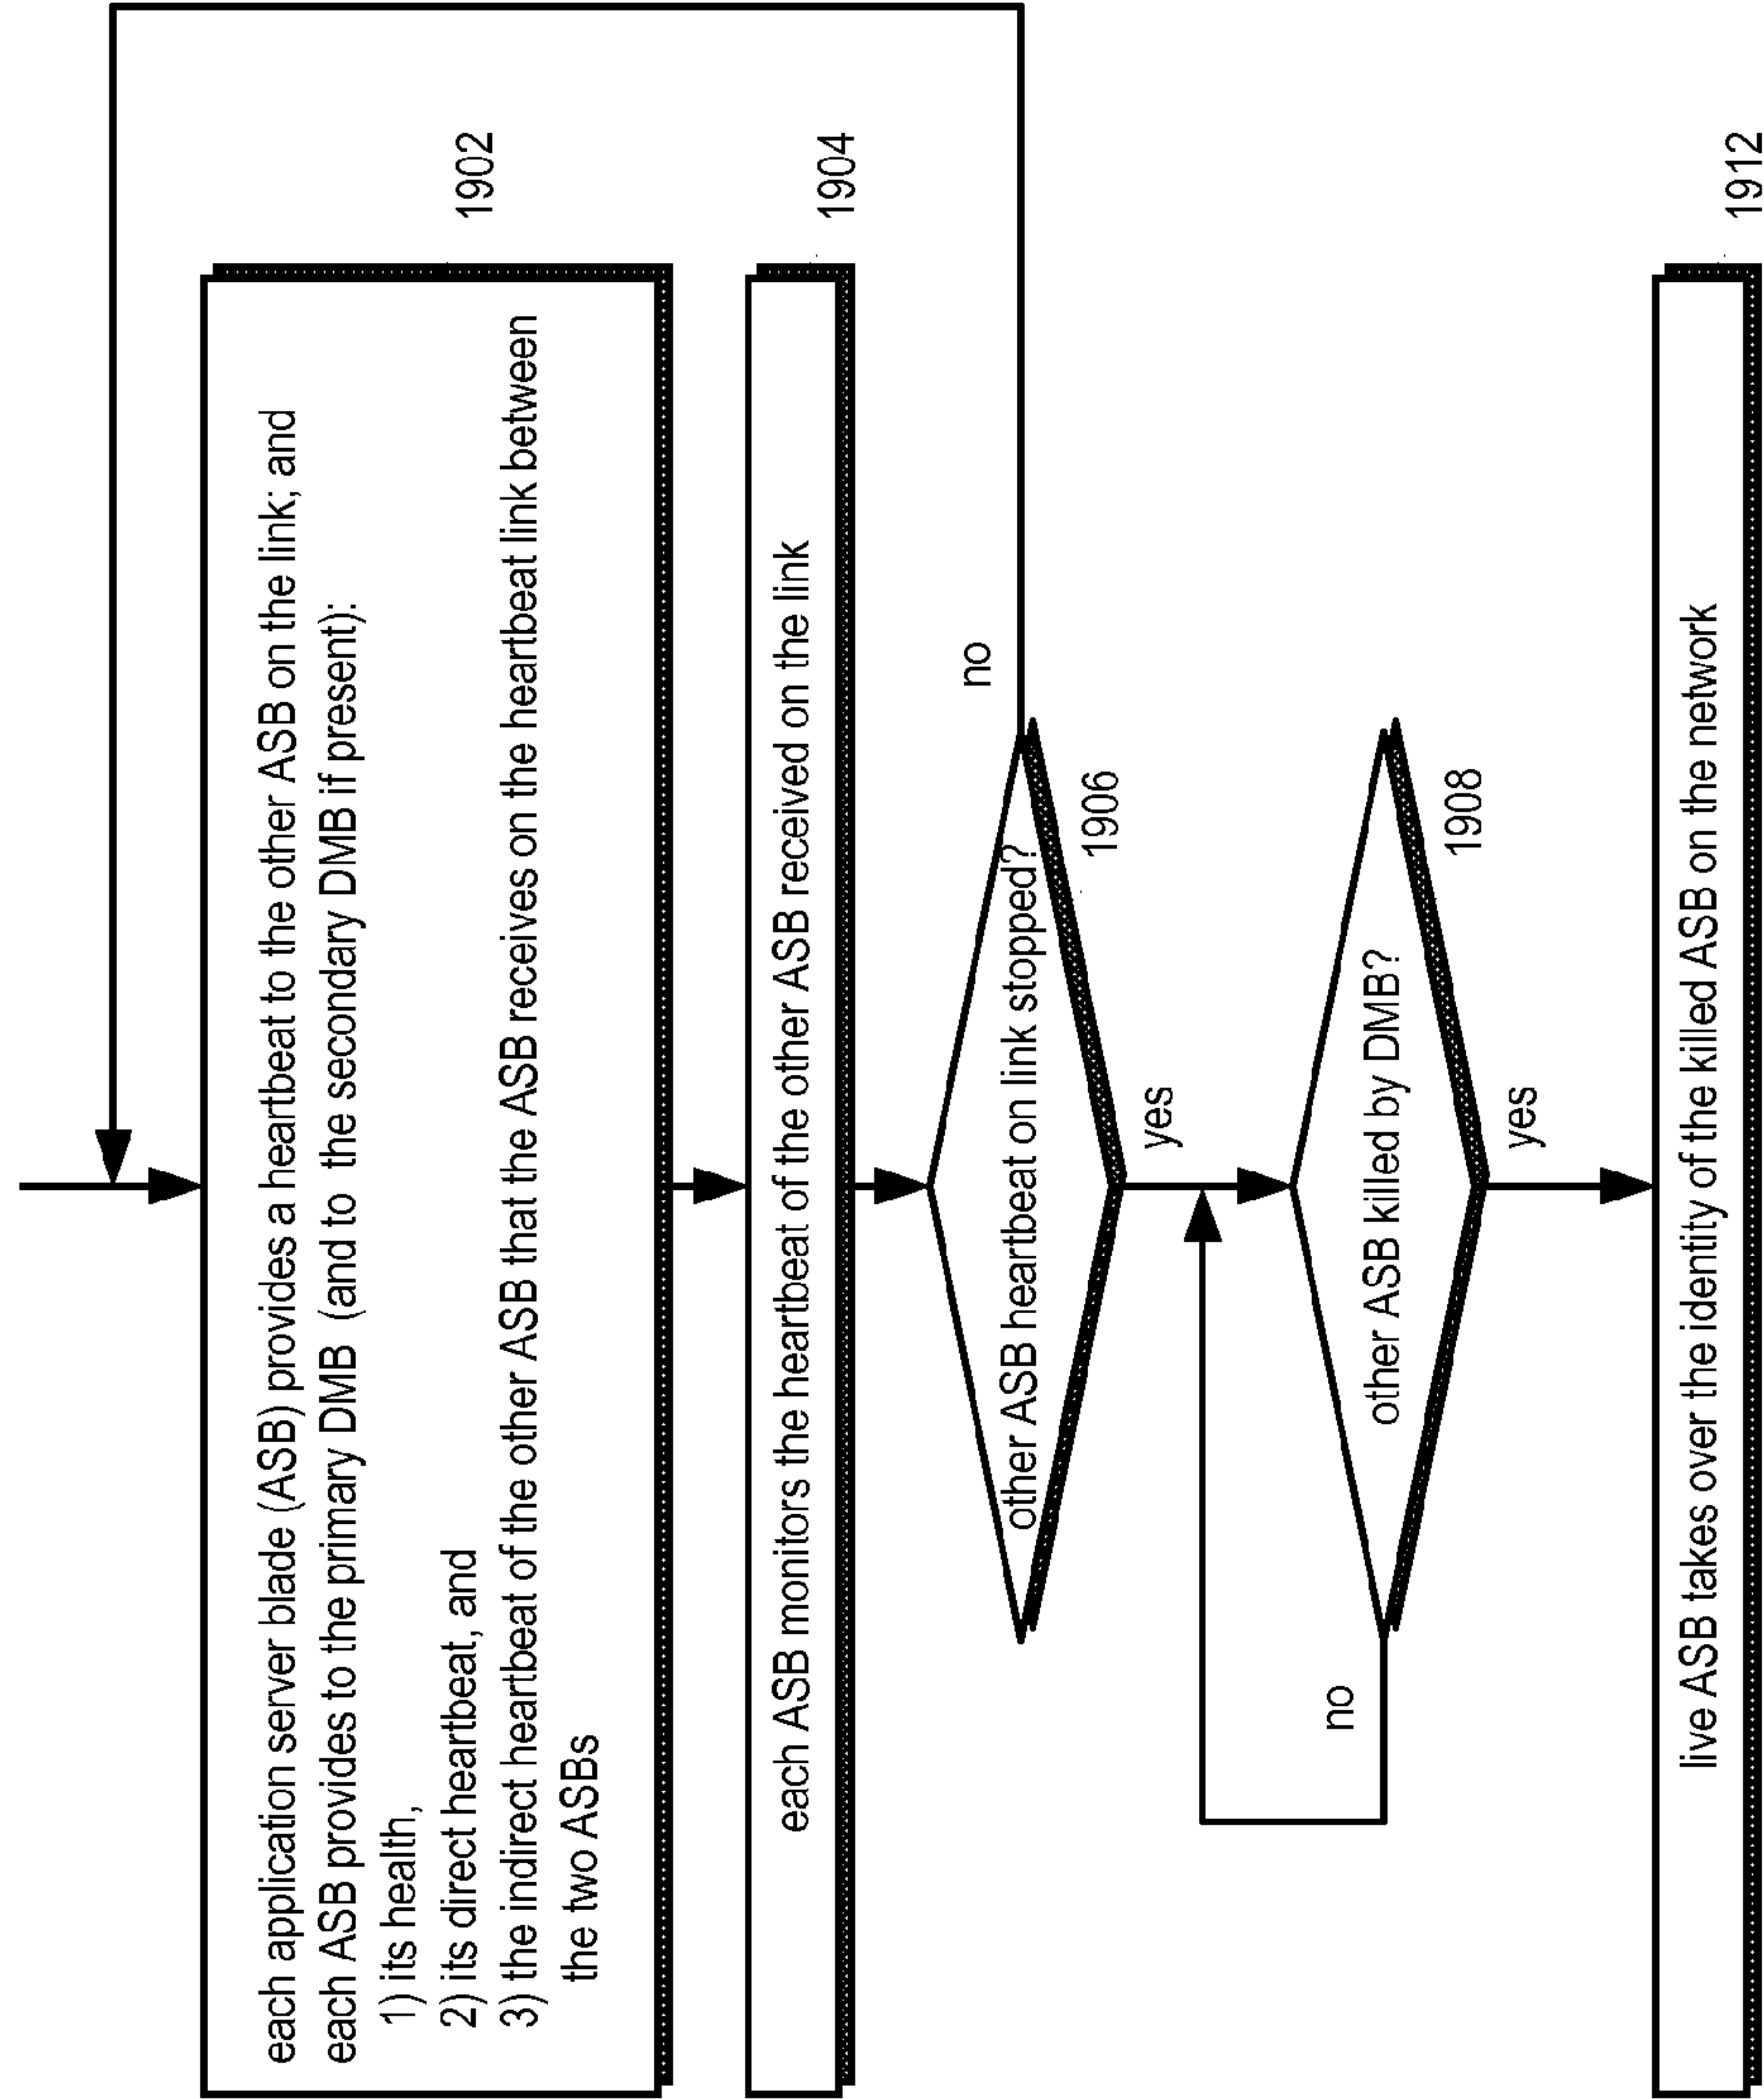 each application server blade (ASB) provides a heartbeat to the other ASB on the link; and
each ASB provides to the primary DMB (and to the secondary DMB if present):
1) its health,
2) its direct heartbeat, and
3) the indirect heartbeat of the other ASB that the ASB receives on the heartbeat link between
the two ASBs
1902
each ASB monitors the heartbeat of the other ASB received on the link
1904
other ASB heartbeat on link stopped?
no
1906
yes
other ASB killed by DMB?
no
1908
yes
live ASB takes over the identity of the killed ASB on the network
1912